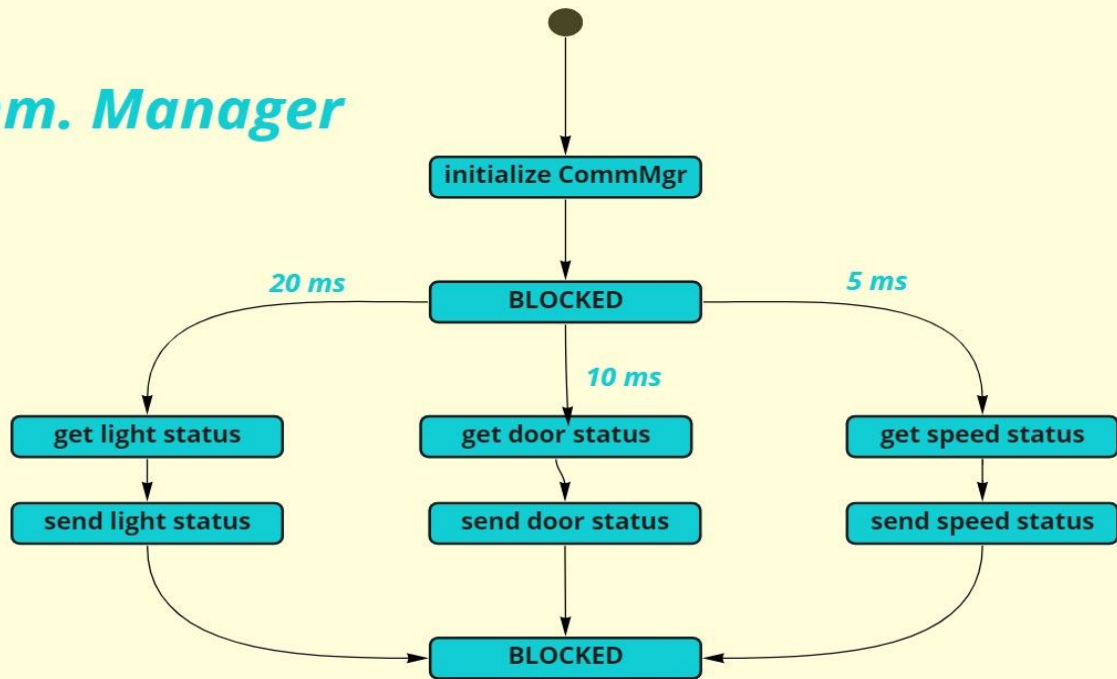 m. Manager
initialize CommMgr
BLOCKED
20 ms
5 ms
10 ms
get light status
get door status
get speed status
send light status
send door status
send speed status
BLOCKED